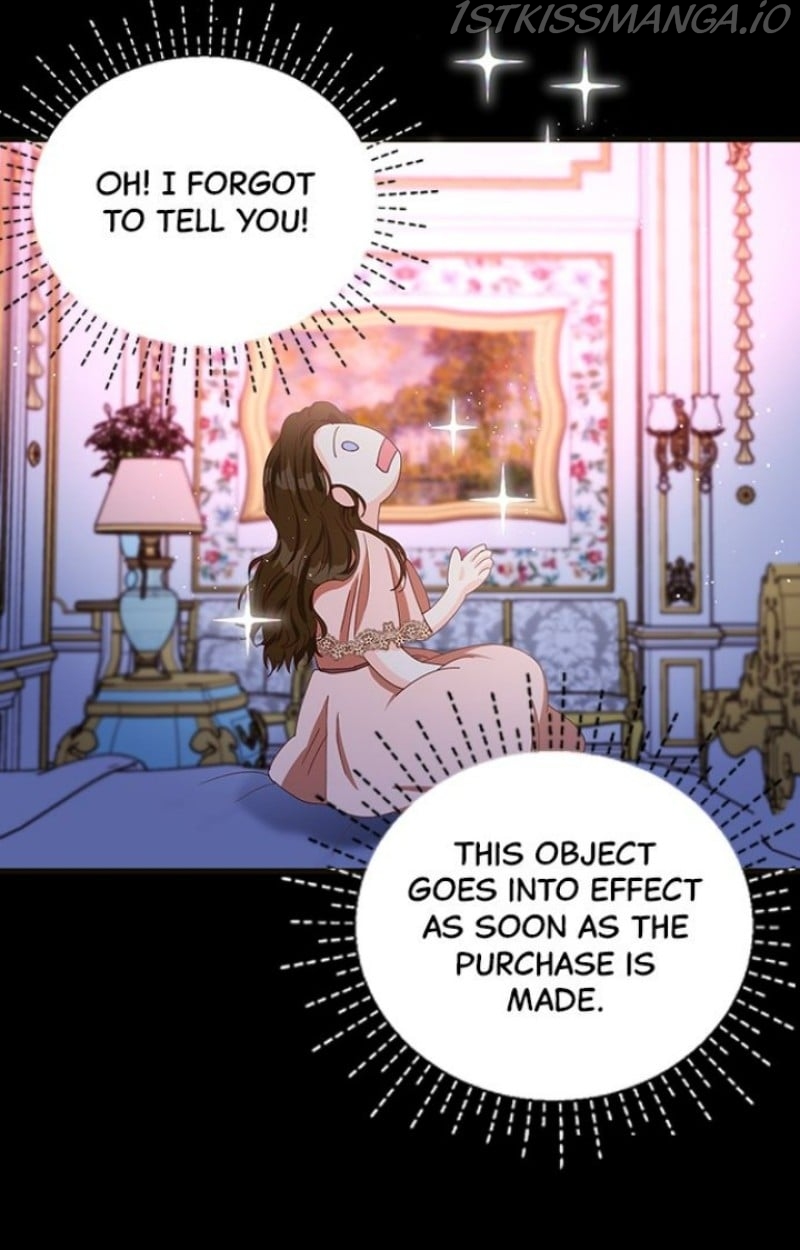 1STKISSMANGA.IO
OH! I FORGOT
TO TELL YOU!
THIS OBJECT
GOES INTO EFFECT
AS SOON AS THE
PURCHASE IS
MADE.